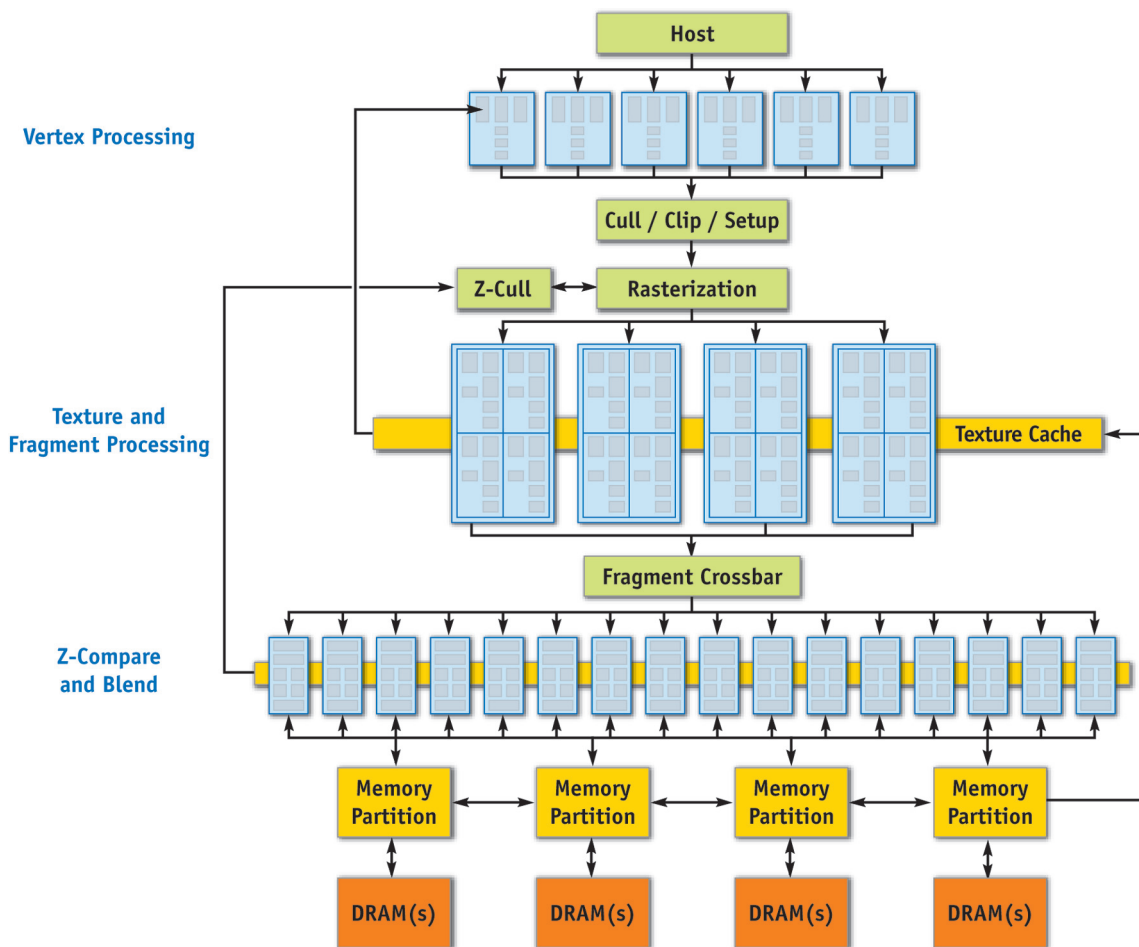 Host
Vertex Processing
Cull / Clip / Setup
Z-Cull
Rasterization
Texture and
Fragment Processing
Texture Cache
Fragment Crossbar
Z-Compare
and Blend
Memory
Partition
Memory
Partition
Memory
Partition
Memory
Partition
DRAM(s)
DRAM(s)
DRAM(s)
DRAM(s)